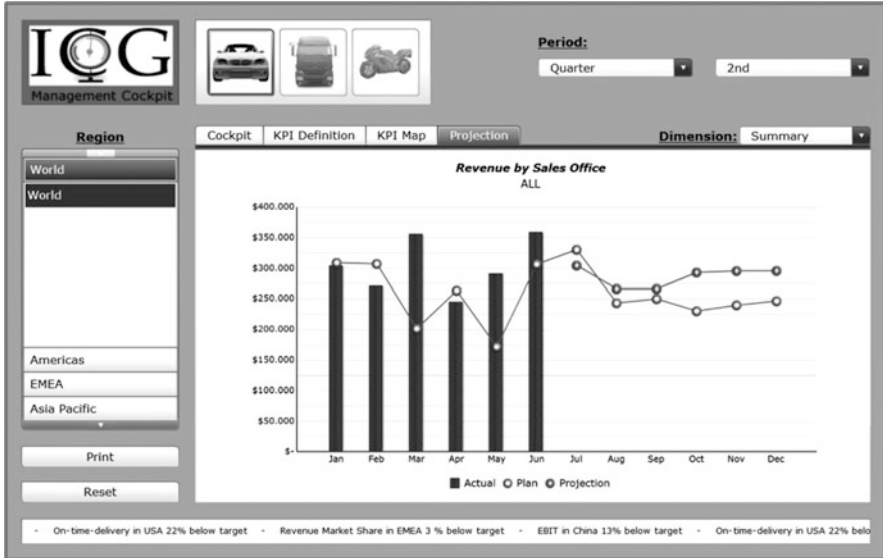 ICG
Management Cockpit
Period:
Quarter
2nd
Region
World
World
Americas
EMEA
Asia Pacific
Print
Reset
Cockpit
KPI Definition
KPI Map
Projection
Dimension: Summary
Revenue by Sales Office
ALL
$400.000
$350.000
$300.000
$250.000
$200.000
$150.000
$100.000
$50.000
$-
Jan Feb Mar Apr May Jun Jul Aug Sep Oct Nov Dec
Actual Plan Projection
- On-time-delivery in USA 22% below target - Revenue Market Share in EMEA 3 % below target - EBIT in China 13% below target - On-time-delivery in USA 22% belo